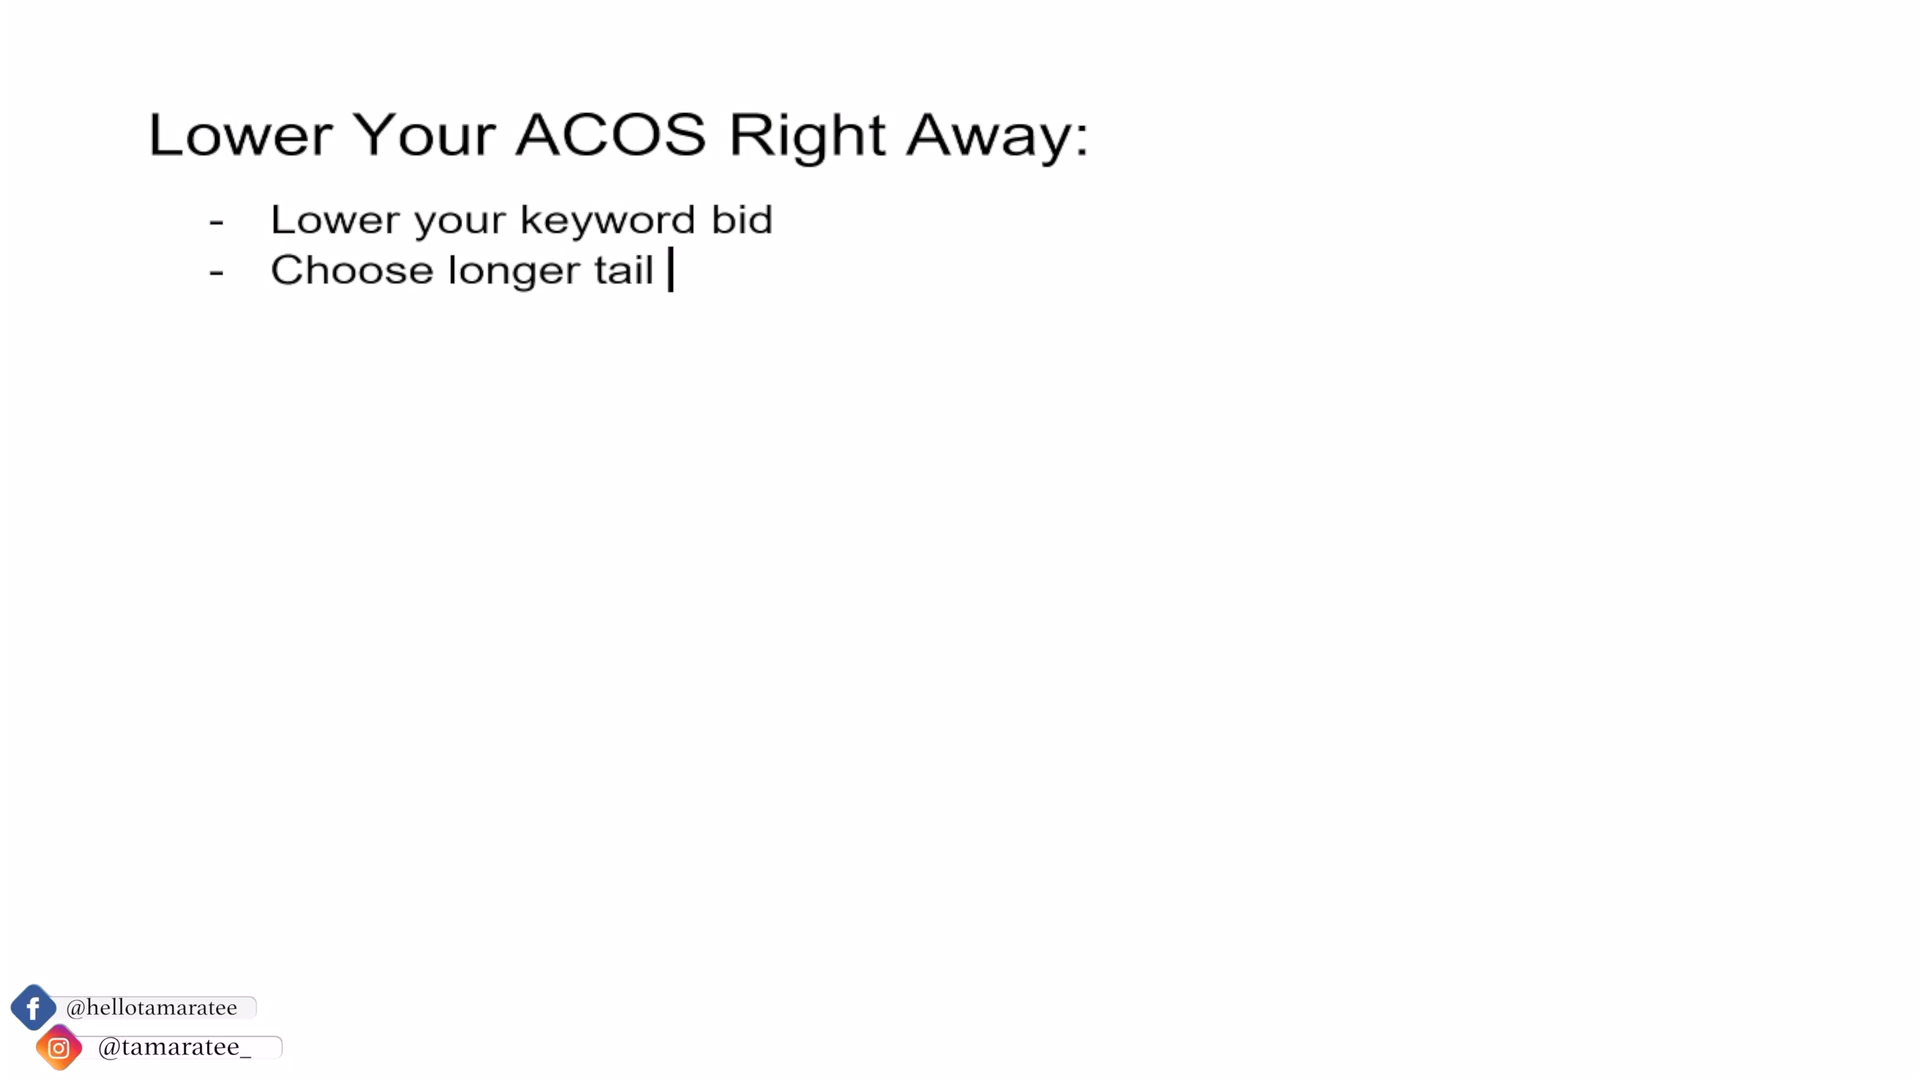 Lower Your ACOS Right Away:
- Lower your keyword bid
- Choose longer tail
@hellotamaratee
@tamaratee_